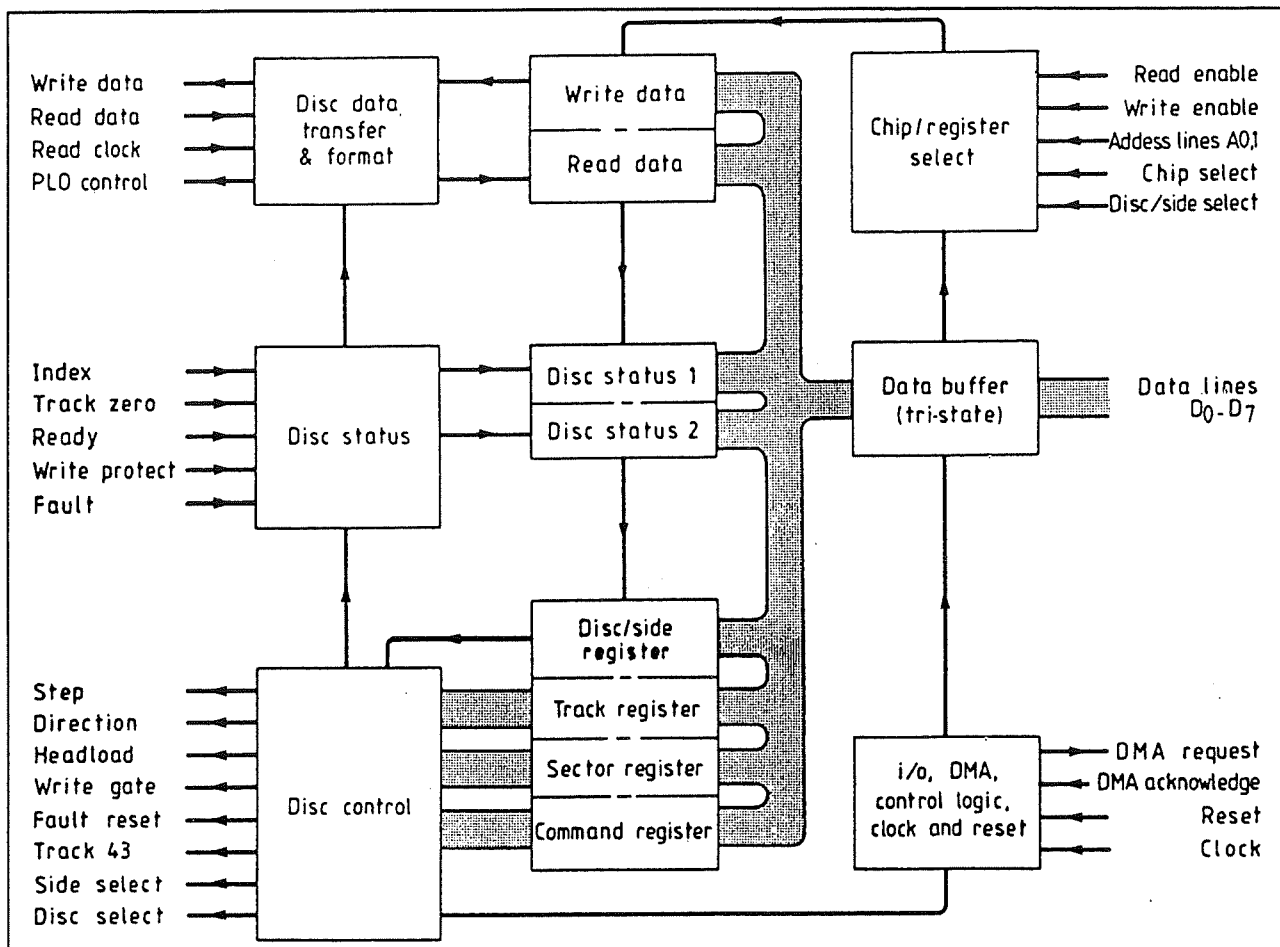 Write data
Read data
Read clock
PLO control
Disc data
transfer
& format
Write data
Read data
Chip/register
select
Read enable
Write enable
Addess lines A0,1
Chip select
Disc/side select
Index
Track zero
Ready
Write protect
Fault
Disc status
Disc status 1
Disc status 2
Data buffer
(tri-state)
Data lines
D0-D7
Step
Direction
Headload
Write gate
Fault reset
Track 43
Side select
Disc select
Disc control
Disc/side
register
Track register
Sector register
Command register
i/o, DMA,
control logic,
clock and reset
DMA request
DMA acknowledge
Reset
Clock